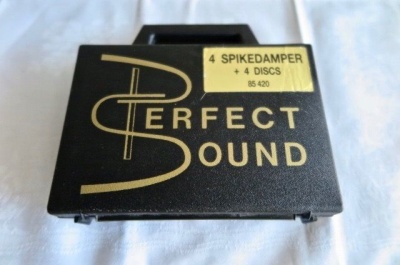 4 SPIKEDAMPER
+ 4 DISCS
85 420
PERFECT
SOUND